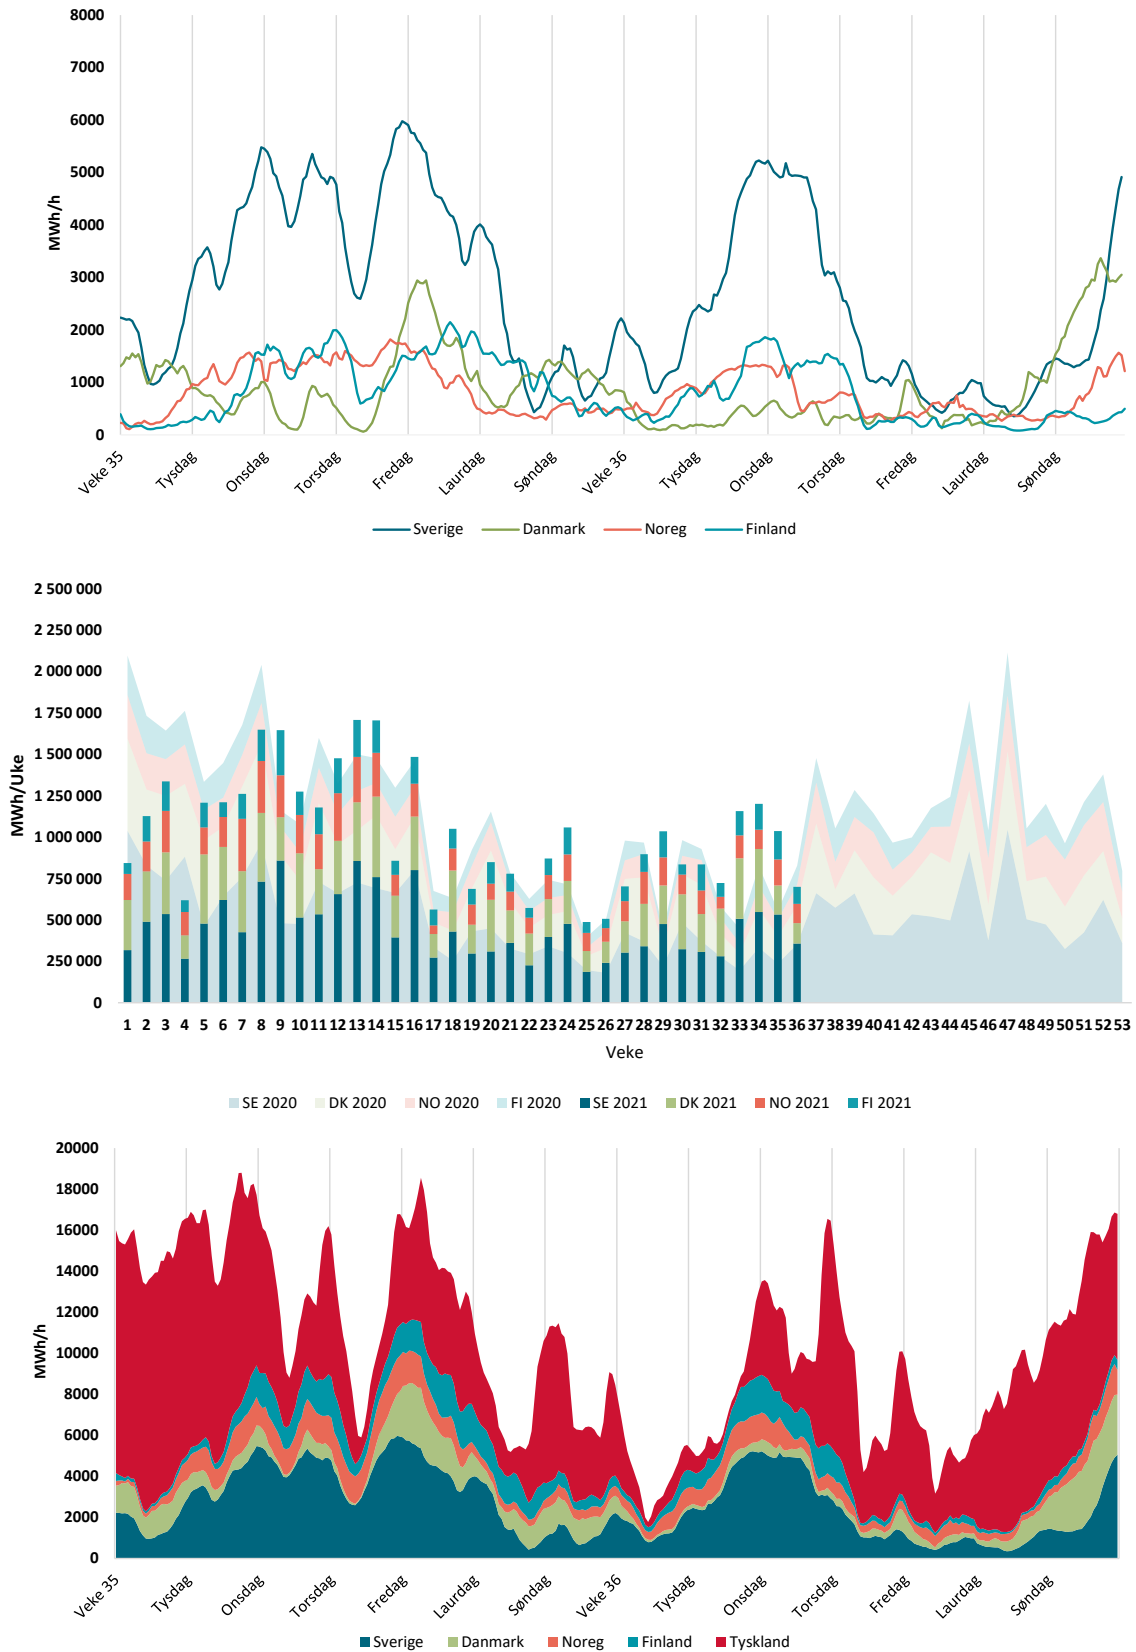 8000
7000
6000
5000
4000
3000
2000
1000
0
MWh/h
Veke 35 Tysdag Onsdag Torsdag Fredag Laurdag Søndag Veke 36 Tysdag Onsdag Torsdag Fredag Laurdag Søndag
Sverige Danmark Noreg Finland
2 500 000
2 250 000
2 000 000
1 750 000
1 500 000
1 250 000
1 000 000
750 000
500 000
250 000
0
MWh/Uke
1 2 3 4 5 6 7 8 9 10 11 12 13 14 15 16 17 18 19 20 21 22 23 24 25 26 27 28 29 30 31 32 33 34 35 36 37 38 39 40 41 42 43 44 45 46 47 48 49 50 51 52 53
Veke
SE 2020 DK 2020 NO 2020 FI 2020 SE 2021 DK 2021 NO 2021 FI 2021
20000
18000
16000
14000
12000
10000
8000
6000
4000
2000
0
MWh/h
Veke 35 Tysdag Onsdag Torsdag Fredag Laurdag Søndag Veke 36 Tysdag Onsdag Torsdag Fredag Laurdag Søndag
Sverige Danmark Noreg Finland Tyskland